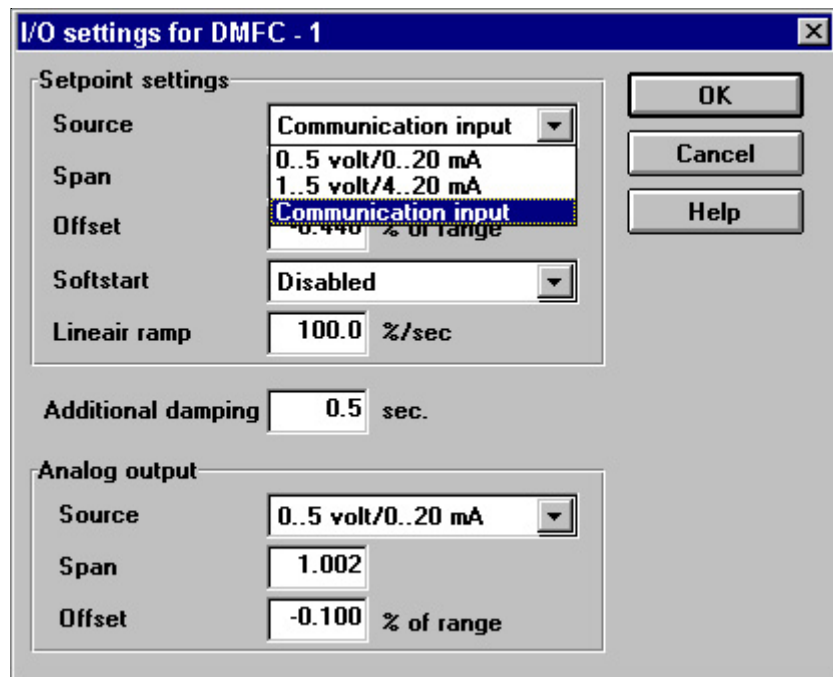 I/O settings for DMFC - 1
Setpoint settings
Source Communication input
0..5 volt/0..20 mA
Span 1..5 volt/4..20 mA
Communication input
Offset % of range
Softstart Disabled
Lineair ramp 100.0 %/sec
Additional damping 0.5 sec.
Analog output
Source 0..5 volt/0..20 mA
Span 1.002
Offset -0.100 % of range
OK
Cancel
Help